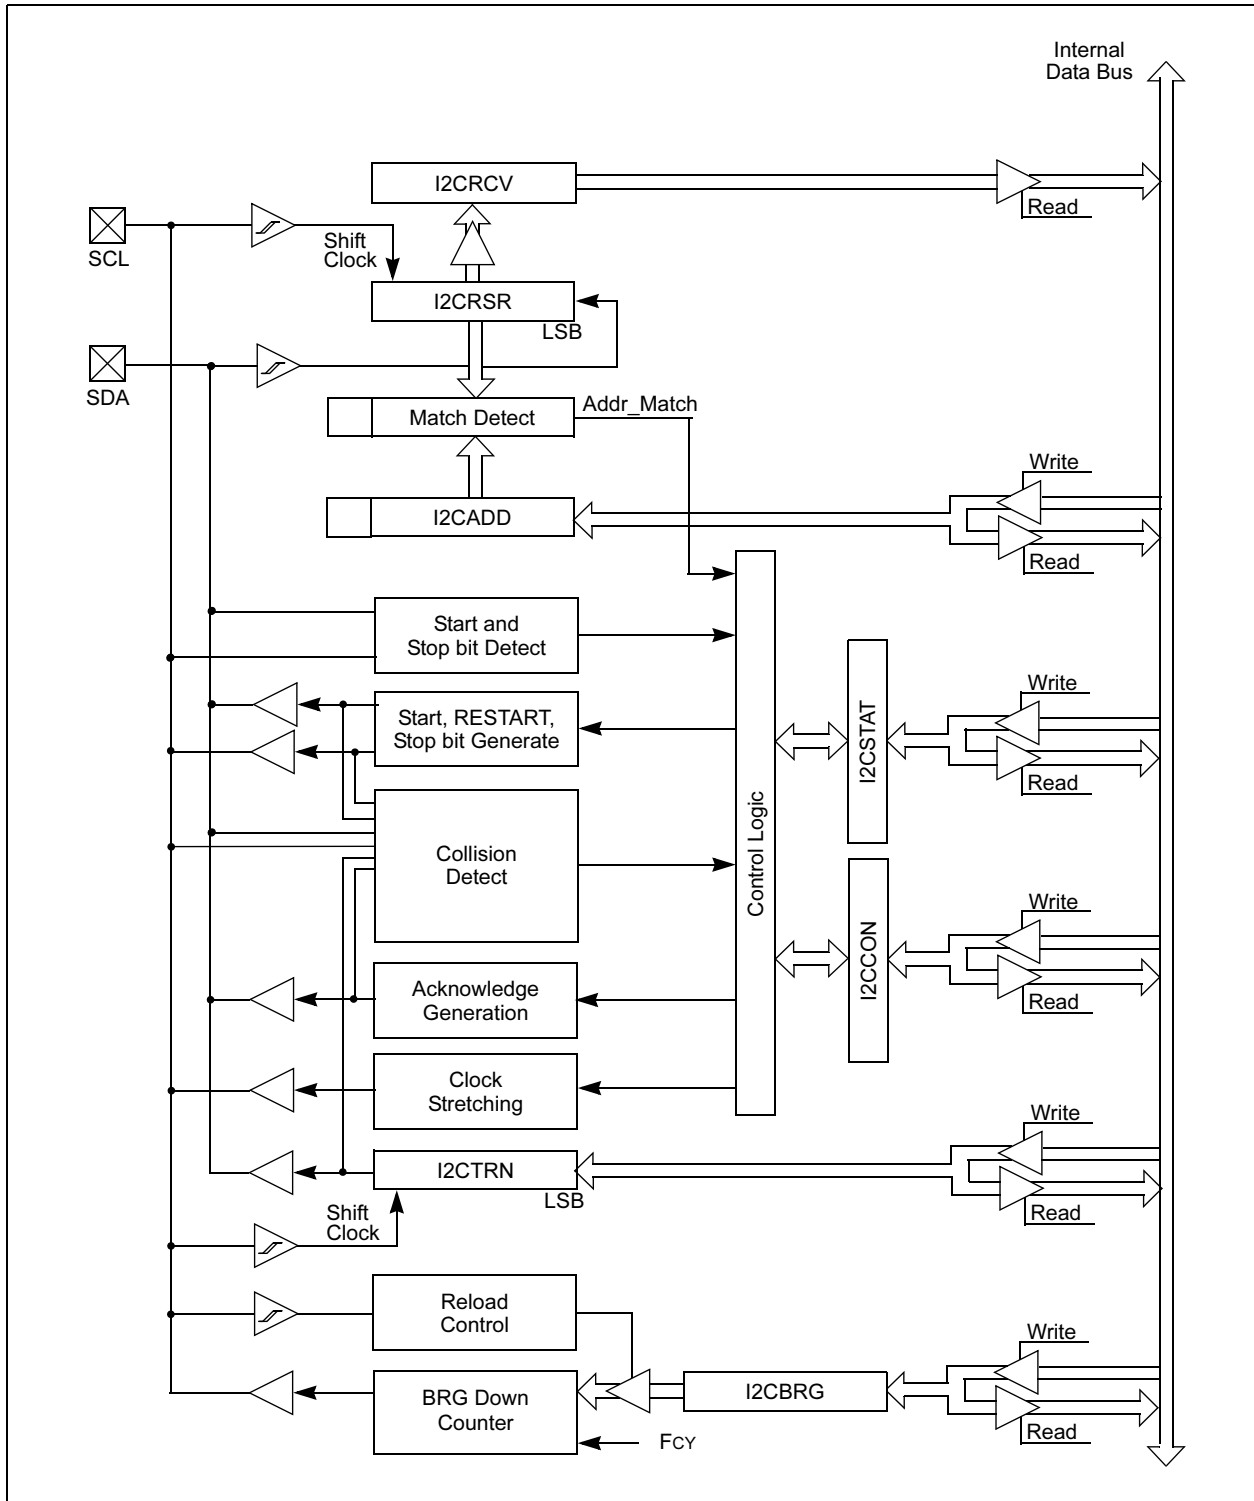 Internal
Data Bus
I2CRCV
Read
SCL
Shift
Clock
I2CRSR
LSB
SDA
Match Detect
Addr_Match
Write
I2CADD
Read
Start and
Stop bit Detect
Write
Start, RESTART,
Stop bit Generate
I2CSTAT
Read
Control Logic
Collision
Detect
Write
I2CCON
Read
Acknowledge
Generation
Clock
Stretching
Write
I2CTRN
LSB
Read
Shift
Clock
Reload
Control
Write
I2CBRG
BRG Down
Counter
Read
FCY